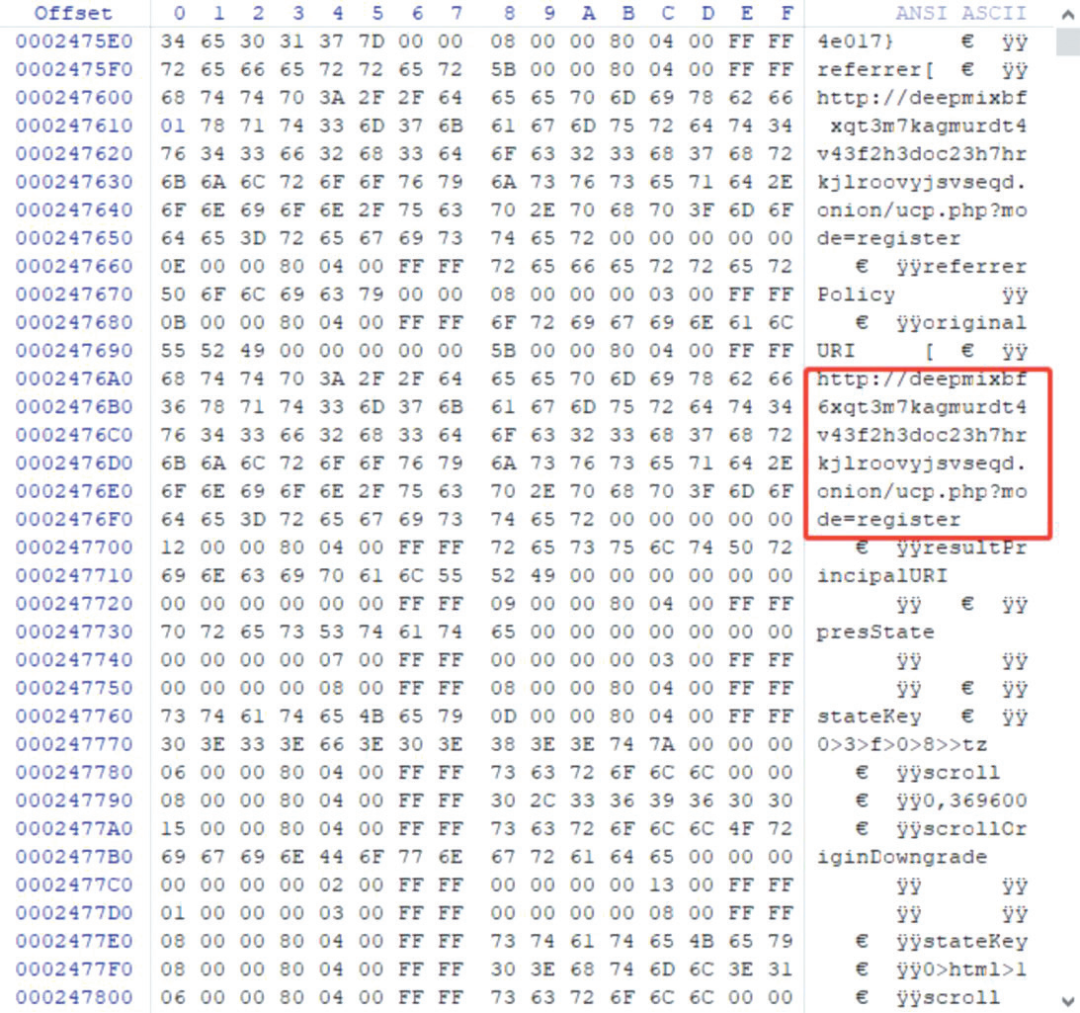 Offset 0 1 2 3 4 5 6 7 8 9 A B C D E F ANSI ASCII
0002475E0 34 65 30 31 37 7D 00 00 08 00 00 80 04 00 FF FF 4e017} € ÿÿ
0002475F0 72 65 66 65 72 72 65 72 5B 00 00 80 04 00 FF FF referrer[ € ÿÿ
000247600 68 74 74 70 3A 2F 2F 64 65 65 70 6D 69 78 62 66 http://deepmixbf
000247610 01 78 71 74 33 6D 37 6B 61 67 6D 75 72 64 74 34 xqt3m7kagmurdt4
000247620 76 34 33 66 32 68 33 64 6F 63 32 33 68 37 68 72 v43f2h3doc23h7hr
000247630 6B 6A 6C 72 6F 6F 76 79 6A 73 76 73 65 71 64 2E kjlroovyjsvseqd.
000247640 6F 6E 69 6F 6E 2F 75 63 70 2E 70 68 70 3F 6D 6F onion/ucp.php?mo
000247650 64 65 3D 72 65 67 69 73 74 65 72 00 00 00 00 00 de=register
000247660 0E 00 00 80 04 00 FF FF 72 65 66 65 72 72 65 72 € ÿÿreferrer
000247670 50 6F 6C 69 63 79 00 00 08 00 00 00 03 00 FF FF Policy ÿÿ
000247680 0B 00 00 80 04 00 FF FF 6F 72 69 67 69 6E 61 6C € ÿÿoriginal
000247690 55 52 49 00 00 00 00 00 5B 00 00 80 04 00 FF FF URI [ € ÿÿ
0002476A0 68 74 74 70 3A 2F 2F 64 65 65 70 6D 69 78 62 66 http://deepmixbf
0002476B0 36 78 71 74 33 6D 37 6B 61 67 6D 75 72 64 74 34 6xqt3m7kagmurdt4
0002476C0 76 34 33 66 32 68 33 64 6F 63 32 33 68 37 68 72 v43f2h3doc23h7hr
0002476D0 6B 6A 6C 72 6F 6F 76 79 6A 73 76 73 65 71 64 2E kjlroovyjsvseqd.
0002476E0 6F 6E 69 6F 6E 2F 75 63 70 2E 70 68 70 3F 6D 6F onion/ucp.php?mo
0002476F0 64 65 3D 72 65 67 69 73 74 65 72 00 00 00 00 00 de=register
000247700 12 00 00 80 04 00 FF FF 72 65 73 75 6C 74 50 72 € ÿÿresultPr
000247710 69 6E 63 69 70 61 6C 55 52 49 00 00 00 00 00 00 incipalURI
000247720 00 00 00 00 00 00 FF FF 09 00 00 80 04 00 FF FF ÿÿ € ÿÿ
000247730 70 72 65 73 53 74 61 74 65 00 00 00 00 00 00 00 presState
000247740 00 00 00 00 07 00 FF FF 00 00 00 00 03 00 FF FF ÿÿ ÿÿ
000247750 00 00 00 00 08 00 FF FF 08 00 00 80 04 00 FF FF ÿÿ € ÿÿ
000247760 73 74 61 74 65 4B 65 79 0D 00 00 80 04 00 FF FF stateKey € ÿÿ
000247770 30 3E 33 3E 66 3E 30 3E 38 3E 3E 74 7A 00 00 00 0>3>f>0>8>>tz
000247780 06 00 00 80 04 00 FF FF 73 63 72 6F 6C 6C 00 00 € ÿÿscroll
000247790 08 00 00 80 04 00 FF FF 30 2C 33 36 39 36 30 30 € ÿÿ0,369600
0002477A0 15 00 00 80 04 00 FF FF 73 63 72 6F 6C 6C 4F 72 € ÿÿscrollOr
0002477B0 69 67 69 6E 44 6F 77 6E 67 72 61 64 65 00 00 00 iginDowngrade
0002477C0 00 00 00 00 02 00 FF FF 00 00 00 00 13 00 FF FF ÿÿ ÿÿ
0002477D0 01 00 00 00 03 00 FF FF 00 00 00 00 08 00 FF FF ÿÿ ÿÿ
0002477E0 08 00 00 80 04 00 FF FF 73 74 61 74 65 4B 65 79 € ÿÿstateKey
0002477F0 08 00 00 80 04 00 FF FF 30 3E 68 74 6D 6C 3E 31 € ÿÿ0>html>1
000247800 06 00 00 80 04 00 FF FF 73 63 72 6F 6C 6C 00 00 € ÿÿscroll